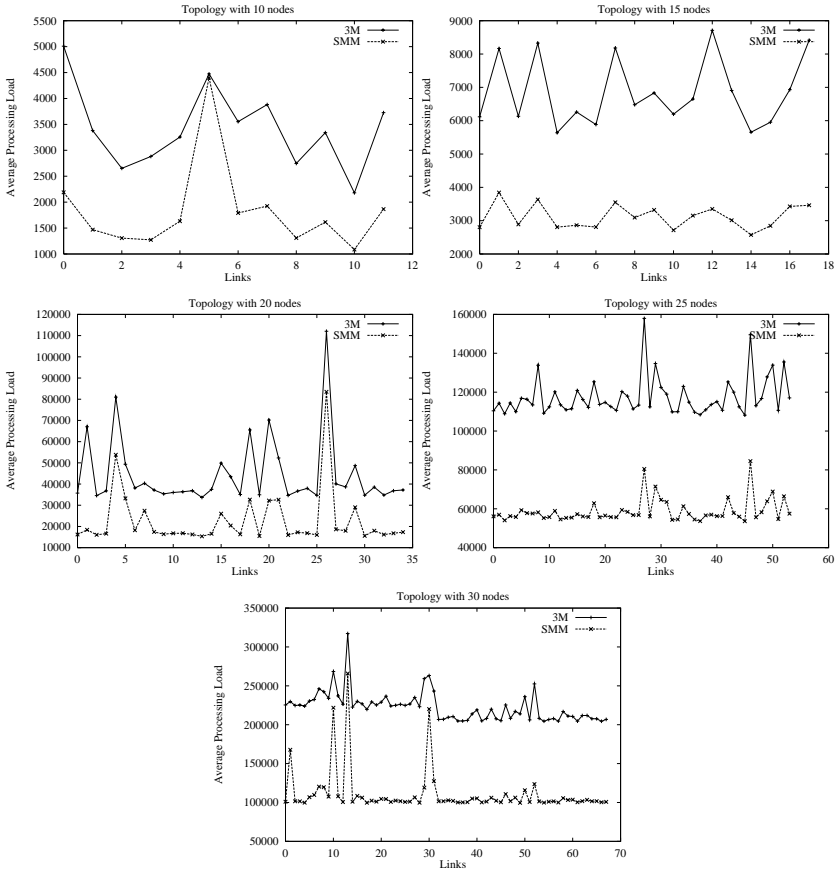 Topology with 10 nodes
5500
5000
4500
4000
3500
3000
2500
2000
1500
1000
0 2 4 6 8 10 12
Average Processing Load
Links
3M
SMM
Topology with 15 nodes
9000
8000
7000
6000
5000
4000
3000
2000
0 2 4 6 8 10 12 14 16 18
Average Processing Load
Links
3M
SMM
Topology with 20 nodes
120000
110000
100000
90000
80000
70000
60000
50000
40000
30000
20000
10000
0 5 10 15 20 25 30 35
Average Processing Load
Links
3M
SMM
Topology with 25 nodes
160000
140000
120000
100000
80000
60000
40000
0 10 20 30 40 50 60
Average Processing Load
Links
3M
SMM
Topology with 30 nodes
350000
300000
250000
200000
150000
100000
50000
0 10 20 30 40 50 60 70
Average Processing Load
Links
3M
SMM